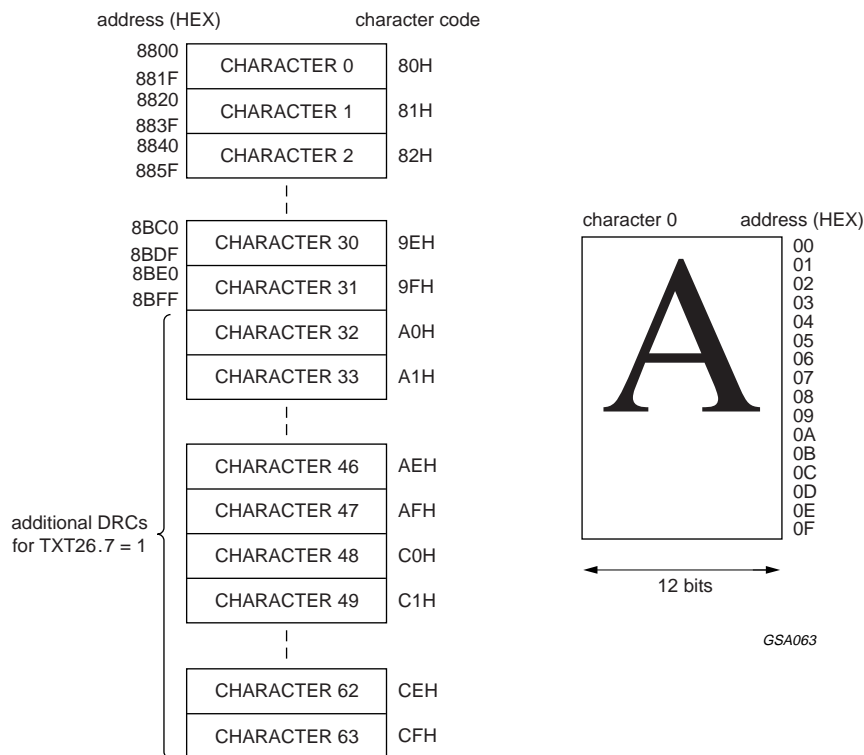 address (HEX)
character code
8800
881F
CHARACTER 0
80H
8820
883F
CHARACTER 1
81H
8840
885F
CHARACTER 2
82H
8BC0
8BDF
CHARACTER 30
9EH
8BE0
8BFF
CHARACTER 31
9FH
CHARACTER 32
A0H
CHARACTER 33
A1H
CHARACTER 46
AEH
CHARACTER 47
AFH
additional DRCs
for TXT26.7 = 1
CHARACTER 48
C0H
CHARACTER 49
C1H
CHARACTER 62
CEH
CHARACTER 63
CFH
character 0
address (HEX)
A
00
01
02
03
04
05
06
07
08
09
0A
0B
0C
0D
0E
0F
12 bits
GSA063